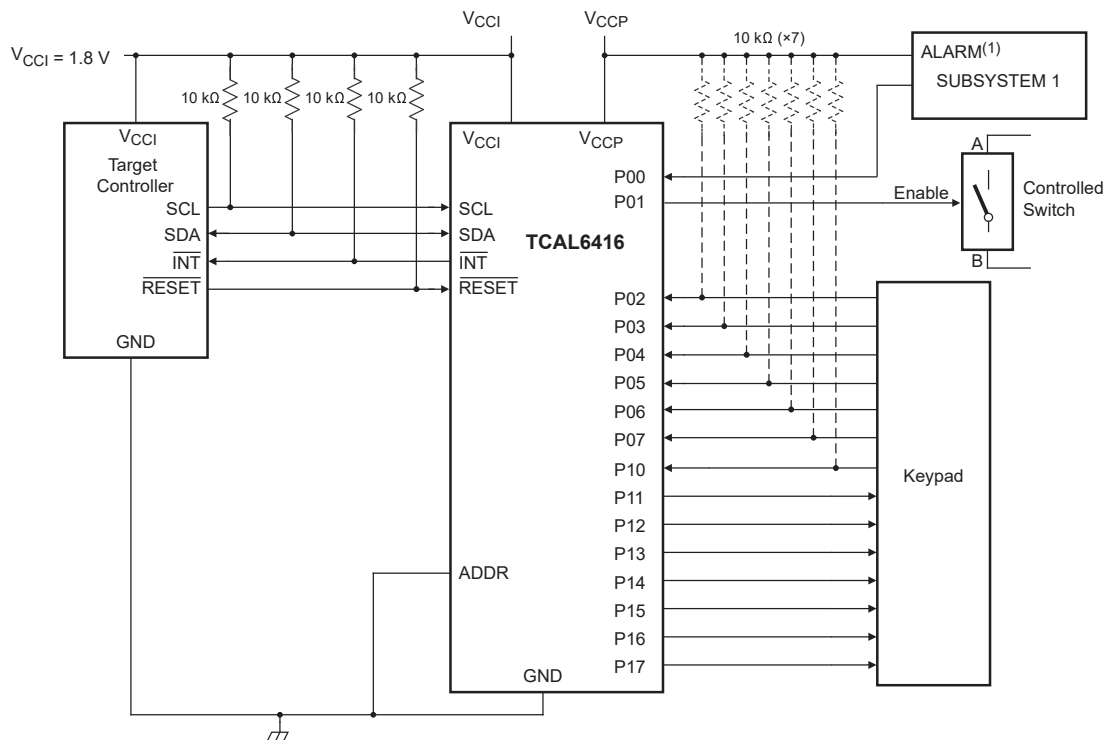 VCCI
VCCP
VCCI = 1.8 V
10 kΩ (×7)
ALARM(1)
SUBSYSTEM 1
10 kΩ
10 kΩ
10 kΩ
10 kΩ
VCCI
Target
Controller
SCL
SDA
INT
RESET
GND
VCCI
VCCP
SCL
SDA
INT
RESET
TCAL6416
ADDR
GND
P00
P01
P02
P03
P04
P05
P06
P07
P10
P11
P12
P13
P14
P15
P16
P17
Enable
A
B
Controlled
Switch
Keypad